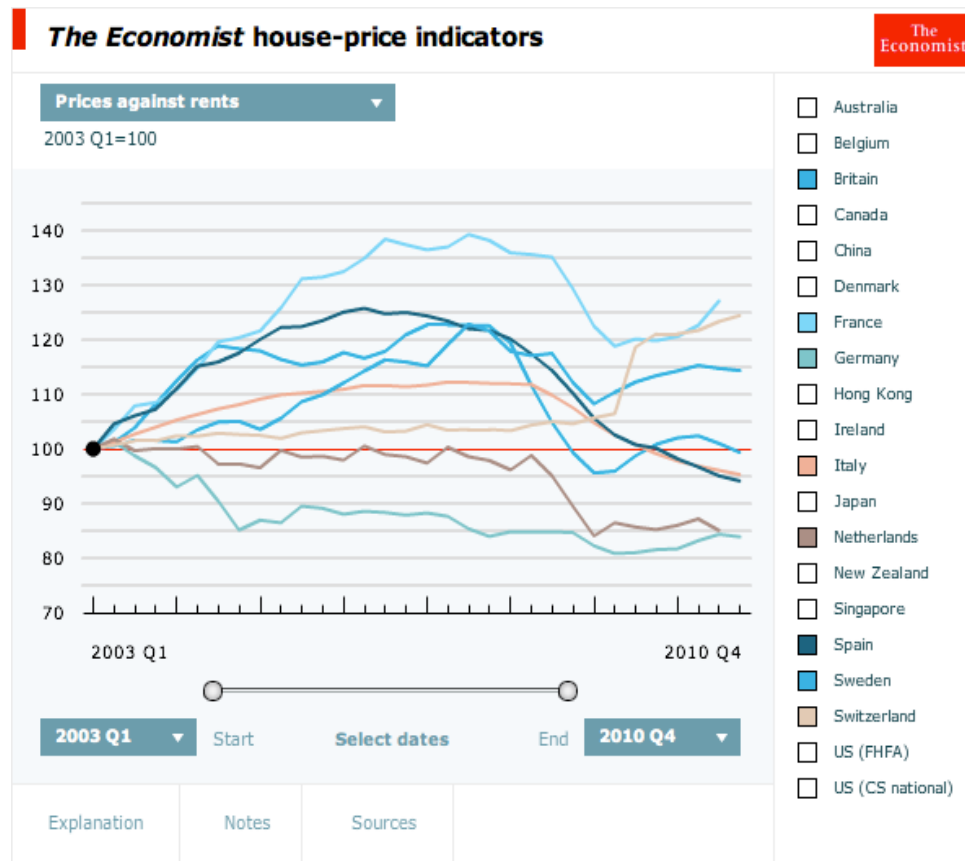 The Economist house-price indicators
The
Economist
Prices against rents
2003 Q1=100
140
130
120
110
100
90
80
70
2003 Q1
2010 Q4
2003 Q1
Start
Select dates
End
2010 Q4
Explanation
Notes
Sources
Australia
Belgium
Britain
Canada
China
Denmark
France
Germany
Hong Kong
Ireland
Italy
Japan
Netherlands
New Zealand
Singapore
Spain
Sweden
Switzerland
US (FHFA)
US (CS national)